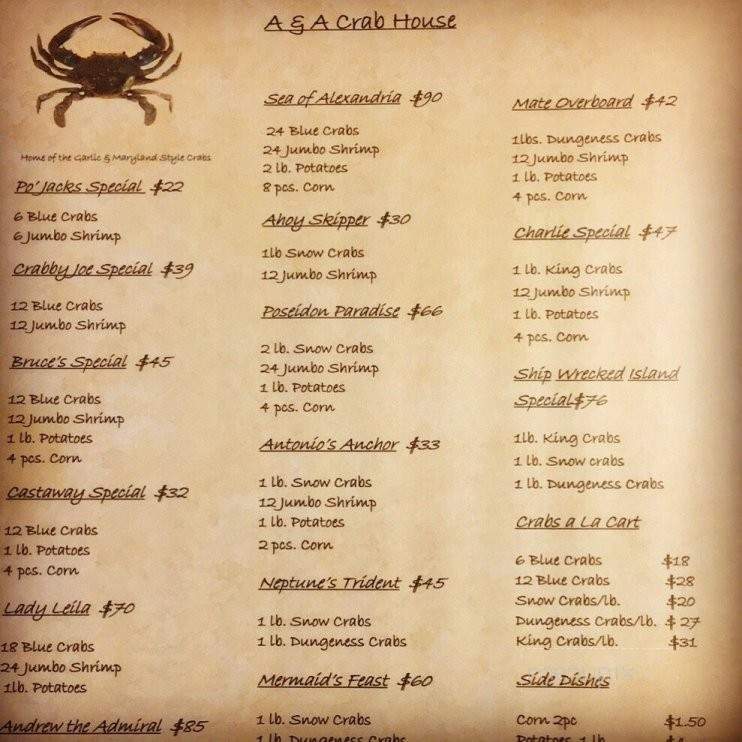 A & A Crab House
Home of the Garlic & Maryland Style Crabs
Po' Jacks Special $22
6 Blue Crabs
6 Jumbo Shrimp
Crabby Joe Special $39
12 Blue Crabs
12 Jumbo Shrimp
Bruce's Special $45
12 Blue Crabs
12 Jumbo Shrimp
1 lb. Potatoes
4 pcs. Corn
Castaway Special $32
12 Blue Crabs
1 lb. Potatoes
4 pcs. Corn
Lady Leila $70
18 Blue Crabs
24 Jumbo Shrimp
1lb. Potatoes
Andrew the Admiral $85
Sea of Alexandria $90
24 Blue Crabs
24 Jumbo Shrimp
2 lb. Potatoes
8 pcs. Corn
Ahoy Skipper $30
1lb Snow Crabs
12 Jumbo Shrimp
Poseidon Paradise $66
2 lb. Snow Crabs
24 Jumbo Shrimp
1 lb. Potatoes
4 pcs. Corn
Antonio's Anchor $33
1 lb. Snow Crabs
12 Jumbo Shrimp
1 lb. Potatoes
2 pcs. Corn
Neptune's Trident $45
1 lb. Snow Crabs
1 lb. Dungeness Crabs
Mermaid's Feast $60
1 lb. Snow Crabs
1 lb. Dungeness Crabs
Mate Overboard $42
1lbs. Dungeness Crabs
12 Jumbo Shrimp
1 lb. Potatoes
4 pcs. Corn
Charlie Special $47
1 lb. King Crabs
12 Jumbo Shrimp
1 lb. Potatoes
4 pcs. Corn
Ship Wrecked Island
Special $76
1lb. King Crabs
1 lb. Snow crabs
1 lb. Dungeness Crabs
Crabs a La Cart
6 Blue Crabs $18
12 Blue Crabs $28
Snow Crabs/lb. $20
Dungeness Crabs/lb. $27
King Crabs/lb. $31
Side Dishes
Corn 2pc $1.50
Potatoes 1 lb $4